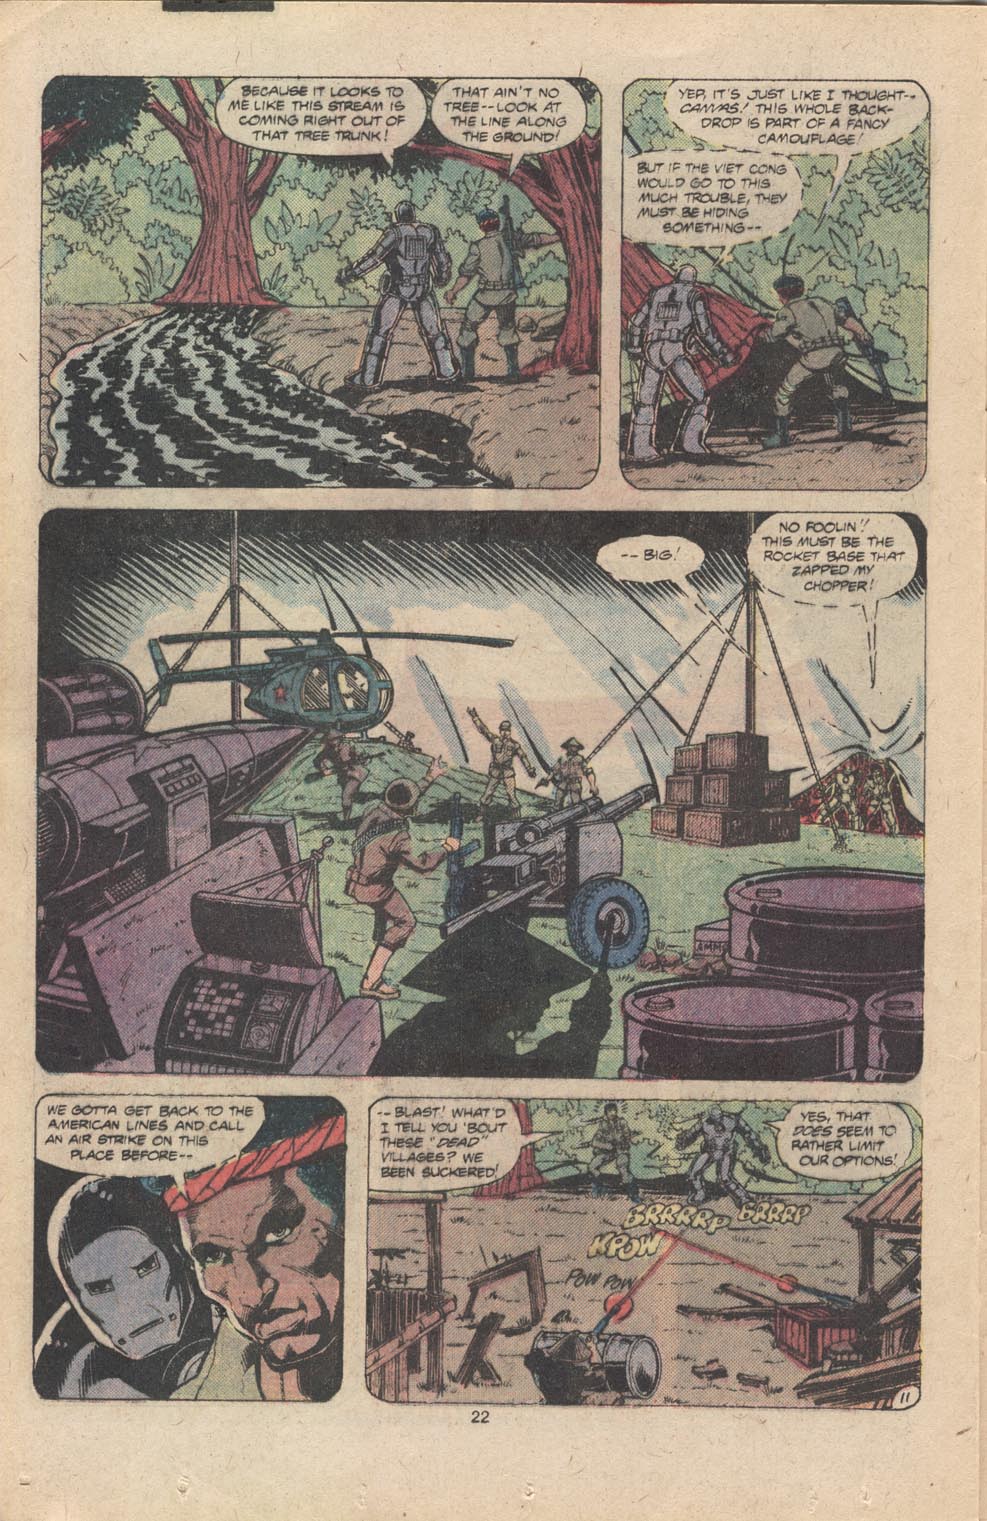 BECAUSE IT LOOKS TO
ME LIKE THIS STREAM IS
COMING RIGHT OUT OF
THAT TREE TRUNK!
THAT AIN'T NO
TREE--LOOK AT
THE LINE ALONG
THE GROUND!
YEP, IT'S JUST LIKE I THOUGHT--
CANVAS! THIS WHOLE BACK-
DROP IS PART OF A FANCY
CAMOUFLAGE!
BUT IF THE VIET CONG
WOULD GO TO THIS
MUCH TROUBLE, THEY
MUST BE HIDING
SOMETHING--
-- BIG!
NO FOOLIN'!
THIS MUST BE THE
ROCKET BASE THAT
ZAPPED MY
CHOPPER!
AMMO
WE GOTTA GET BACK TO THE
AMERICAN LINES AND CALL
AN AIR STRIKE ON THIS
PLACE BEFORE--
-- BLAST! WHAT'D
I TELL YOU 'BOUT
THESE "DEAD"
VILLAGES? WE
BEEN SUCKERED!
YES, THAT
DOES SEEM TO
RATHER LIMIT
OUR OPTIONS!
BRRRRP BRRRP
KPOW
POW POW
11
22